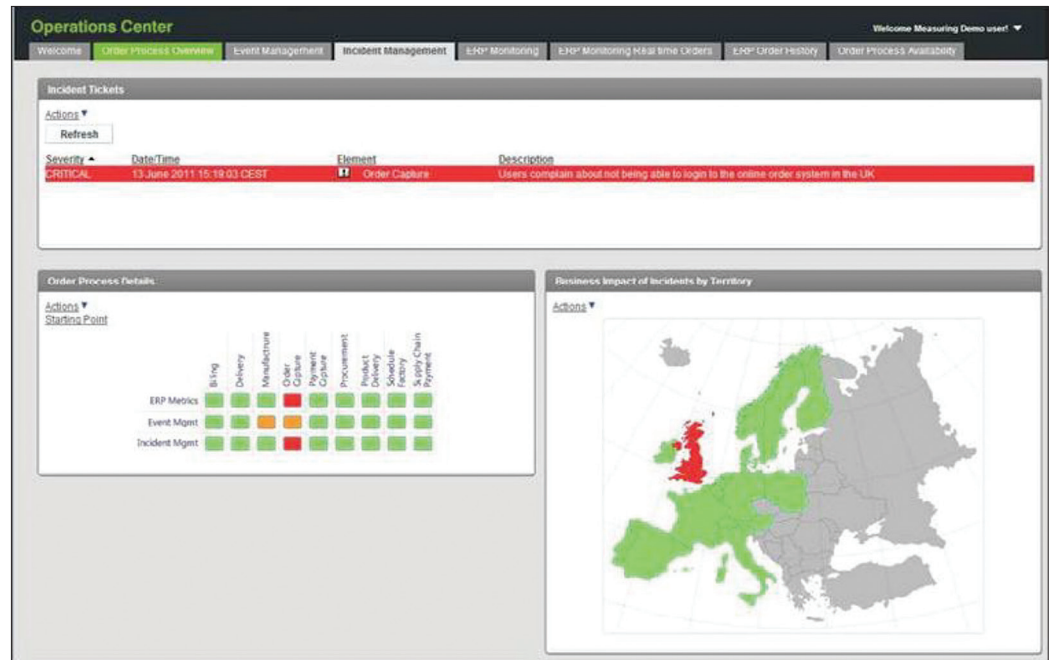 Operations Center
Welcome Measuring Demo user!
Welcome Order Process Overview Event Management Incident Management ERP Monitoring ERP Monitoring Real time Orders ERP Order History Order Process Availability
Incident Tickets
Actions
Refresh
Severity Date/Time Element Description
CRITICAL 13 June 2011 15:19:03 CEST Order Capture Users complain about not being able to login to the online order system in the UK
Order Process Details
Actions
Starting Point
Billing
Delivery
Manufactrure
Order
Capture
Payment
Capture
Procurement
Product
Delivery
Schedule
Factory
Supply Chain
Payment
ERP Metrics
Event Mgmt
Incident Mgmt
Business Impact of Incidents by Territory
Actions